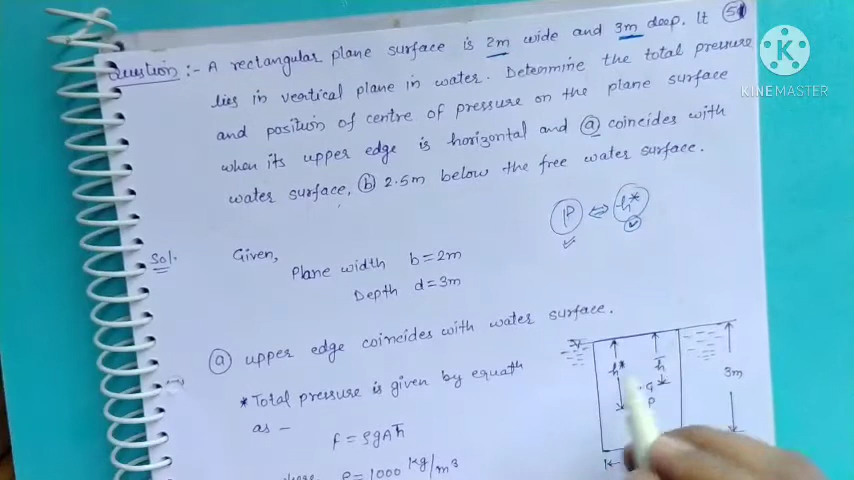 Question :- A rectangular plane surface is 2m wide and 3m deep. It
lies in vertical plane in water. Determine the total pressure
and position of centre of pressure on the plane surface
when its upper edge is horizontal and (a) coincides with
water surface, (b) 2.5m below the free water surface.
P ⇔ h*
Sol.
Given,
Plane width b=2m
Depth d=3m
(a) upper edge coincides with water surface.
* Total pressure is given by equath
as -
F = ρgAh̄
ρ = 1000 kg/m³
h*
h̄
G
P
3m
K
KINEMASTER